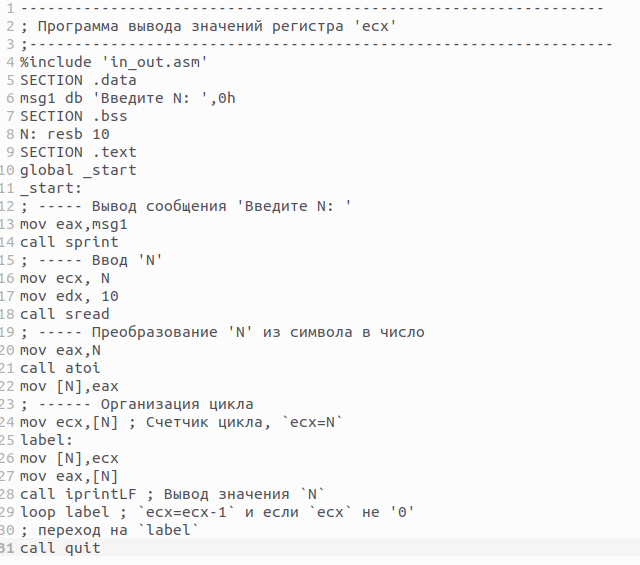 1 -----------------------------------------------------------------
2 ; Программа вывода значений регистра 'ecx'
3 ;-----------------------------------------------------------------
4 %include 'in_out.asm'
5 SECTION .data
6 msg1 db 'Введите N: ',0h
7 SECTION .bss
8 N: resb 10
9 SECTION .text
10 global _start
11 _start:
12 ; ----- Вывод сообщения 'Введите N: '
13 mov eax,msg1
14 call sprint
15 ; ----- Ввод 'N'
16 mov ecx, N
17 mov edx, 10
18 call sread
19 ; ----- Преобразование 'N' из символа в число
20 mov eax,N
21 call atoi
22 mov [N],eax
23 ; ------ Организация цикла
24 mov ecx,[N] ; Счетчик цикла, `ecx=N`
25 label:
26 mov [N],ecx
27 mov eax,[N]
28 call iprintLF ; Вывод значения `N`
29 loop label ; `ecx=ecx-1` и если `ecx` не '0'
30 ; переход на `label`
31 call quit